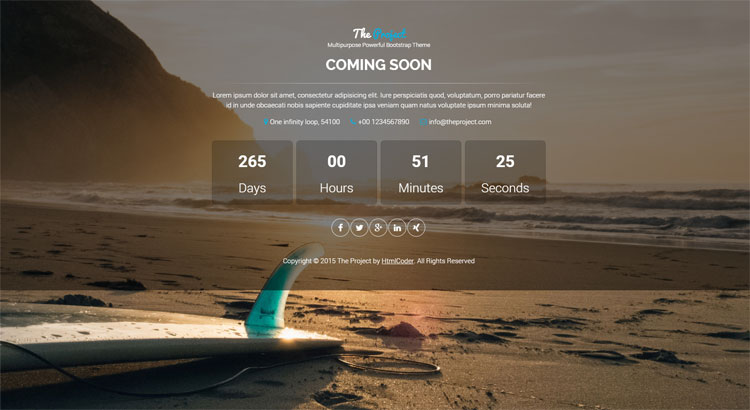 The Project
Multipurpose Powerful Bootstrap Theme
COMING SOON
Lorem ipsum dolor sit amet, consectetur adipisicing elit. Iure perspiciatis quod, voluptatum, porro pariatur facere
id in unde obcaecati nobis sapiente cupiditate ipsa veniam quam natus voluptate ipsum minima soluta!
One infinity loop, 54100 +00 1234567890 info@theproject.com
265 00 51 25
Days Hours Minutes Seconds
Copyright © 2015 The Project by HtmlCoder. All Rights Reserved